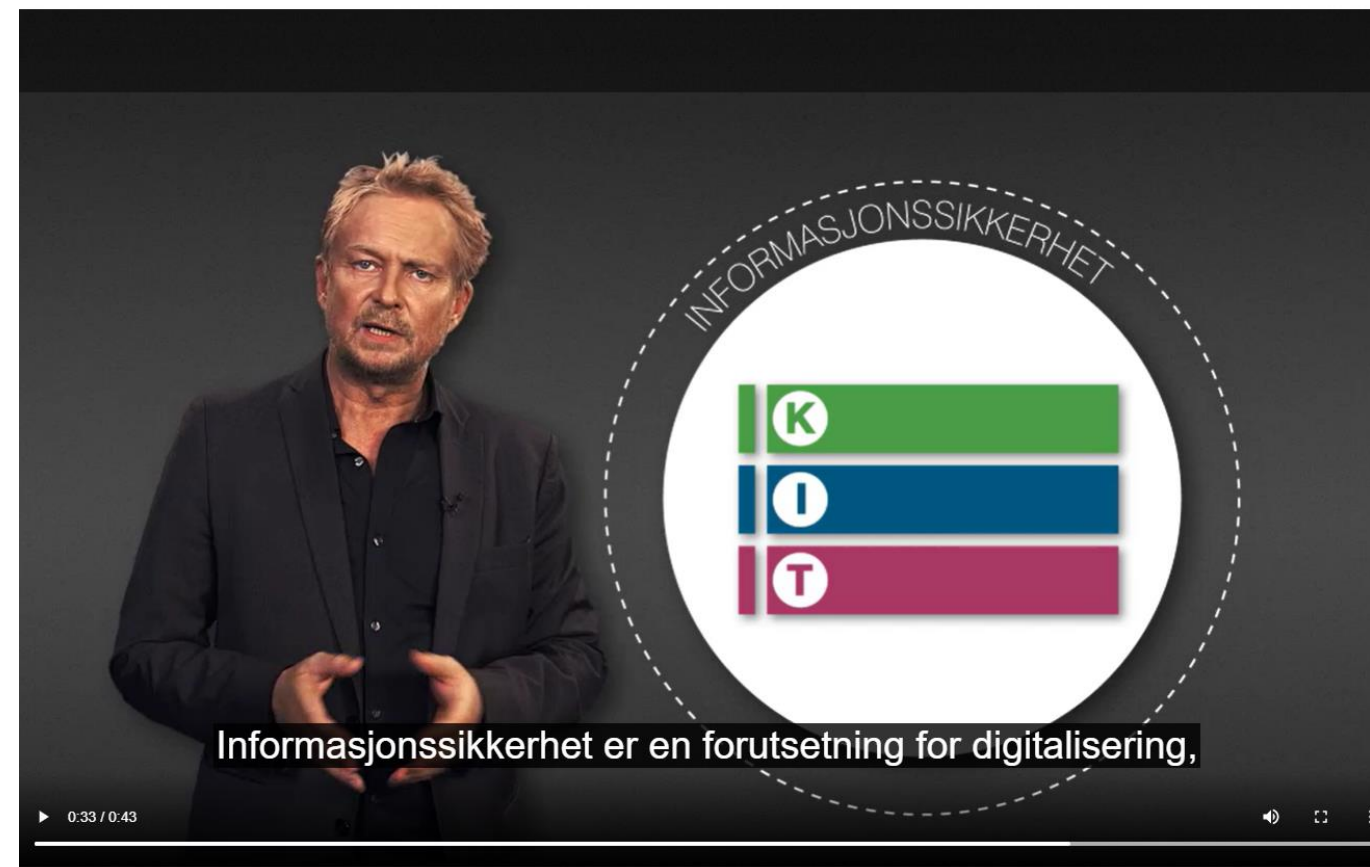 INFORMASJONSSIKKERHET
K
I
T
Informasjonssikkerhet er en forutsetning for digitalisering,
0:33 / 0:43